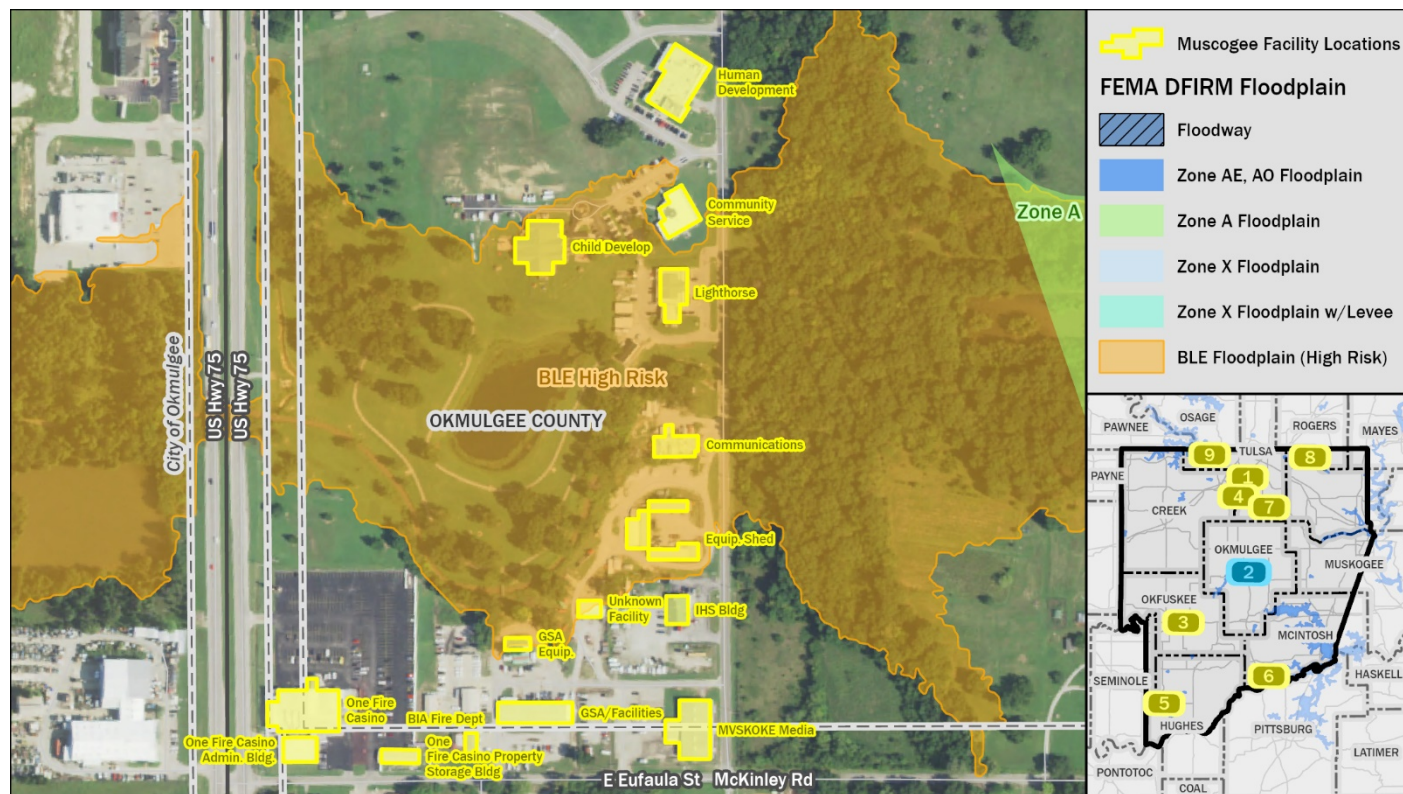 Human
Development
Community
Service
Child Develop
Lighthorse
Zone A
BLE High Risk
OKMULGEE COUNTY
City of Okmulgee
US Hwy 75
US Hwy 75
Communications
Equip. Shed
Unknown
Facility
IHS Bldg
GSA
Equip.
One Fire
Casino
BIA Fire Dept
GSA/Facilities
MVSKOKE Media
One Fire Casino
Admin. Bldg.
One
Fire Casino Property
Storage Bldg
E Eufaula St McKinley Rd
Muscogee Facility Locations
FEMA DFIRM Floodplain
Floodway
Zone AE, AO Floodplain
Zone A Floodplain
Zone X Floodplain
Zone X Floodplain w/Levee
BLE Floodplain (High Risk)
OSAGE
PAWNEE
ROGERS
MAYES
TULSA
9
8
1
PAYNE
4
7
CREEK
OKMULGEE
MUSKOGEE
2
OKFUSKEE
3
MCINTOSH
SEMINOLE
6
HASKELL
5
HUGHES
PITTSBURG
LATIMER
PONTOTOC
COAL